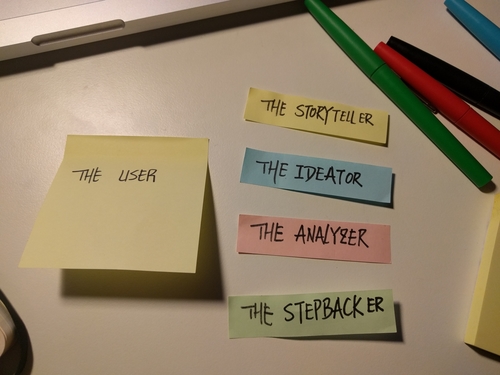 THE USER
THE STORYTELLER
THE IDEATOR
THE ANALYZER
THE STEPBACKER